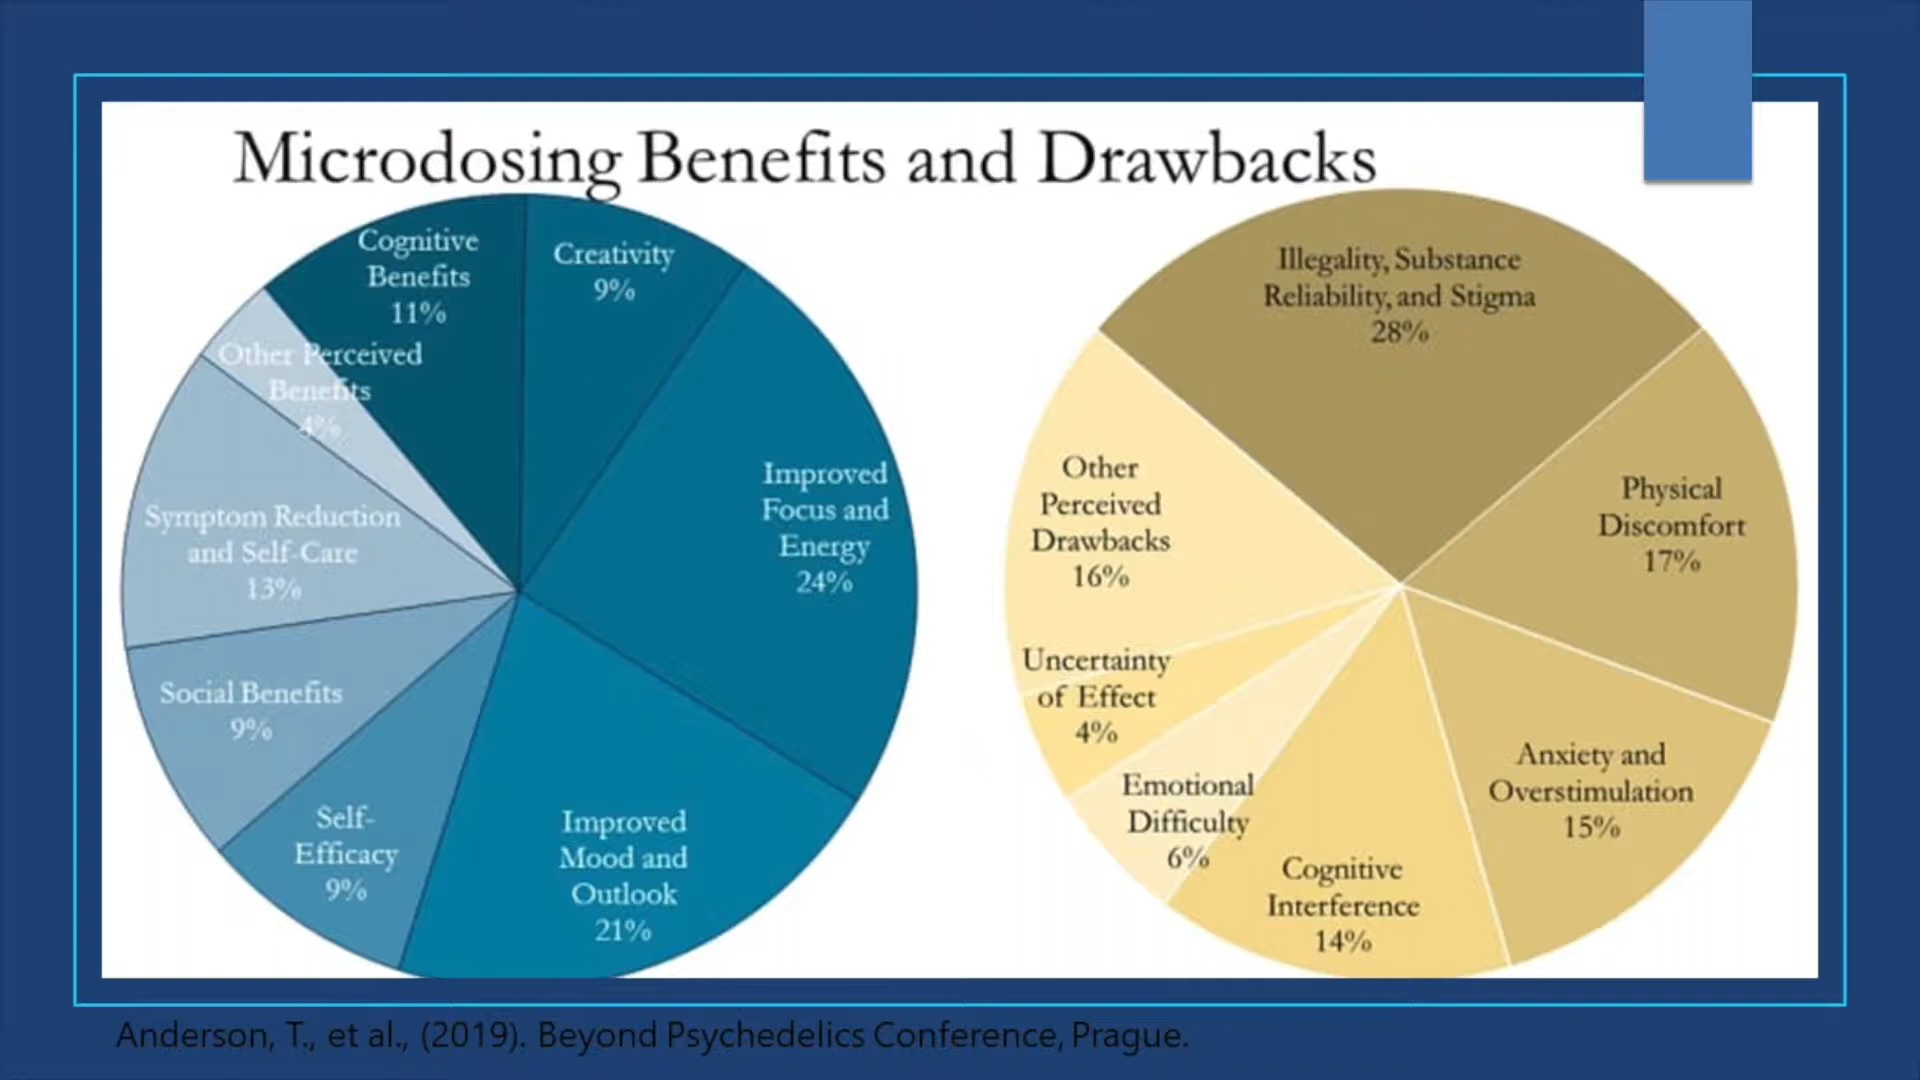 Microdosing Benefits and Drawbacks
Cognitive
Benefits
11%
Creativity
9%
Improved
Focus and
Energy
24%
Improved
Mood and
Outlook
21%
Self-
Efficacy
9%
Social Benefits
9%
Symptom Reduction
and Self-Care
13%
Other Perceived
Benefits
4%
Illegality, Substance
Reliability, and Stigma
28%
Physical
Discomfort
17%
Anxiety and
Overstimulation
15%
Cognitive
Interference
14%
Emotional
Difficulty
6%
Uncertainty
of Effect
4%
Other
Perceived
Drawbacks
16%
Anderson, T., et al., (2019). Beyond Psychedelics Conference, Prague.